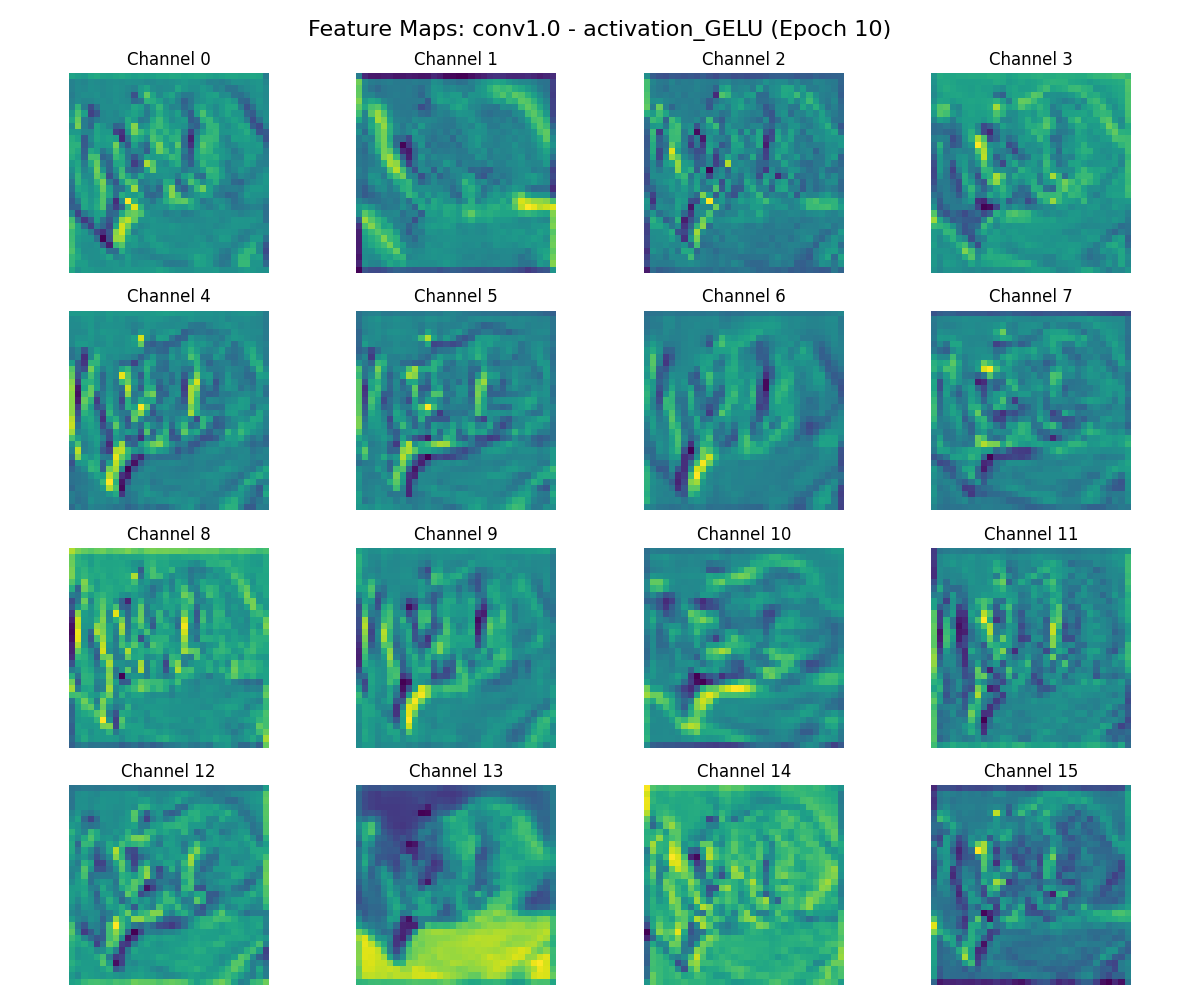 Feature Maps: conv1.0 - activation_GELU (Epoch 10)
Channel 0
Channel 1
Channel 2
Channel 3
Channel 4
Channel 5
Channel 6
Channel 7
Channel 8
Channel 9
Channel 10
Channel 11
Channel 12
Channel 13
Channel 14
Channel 15